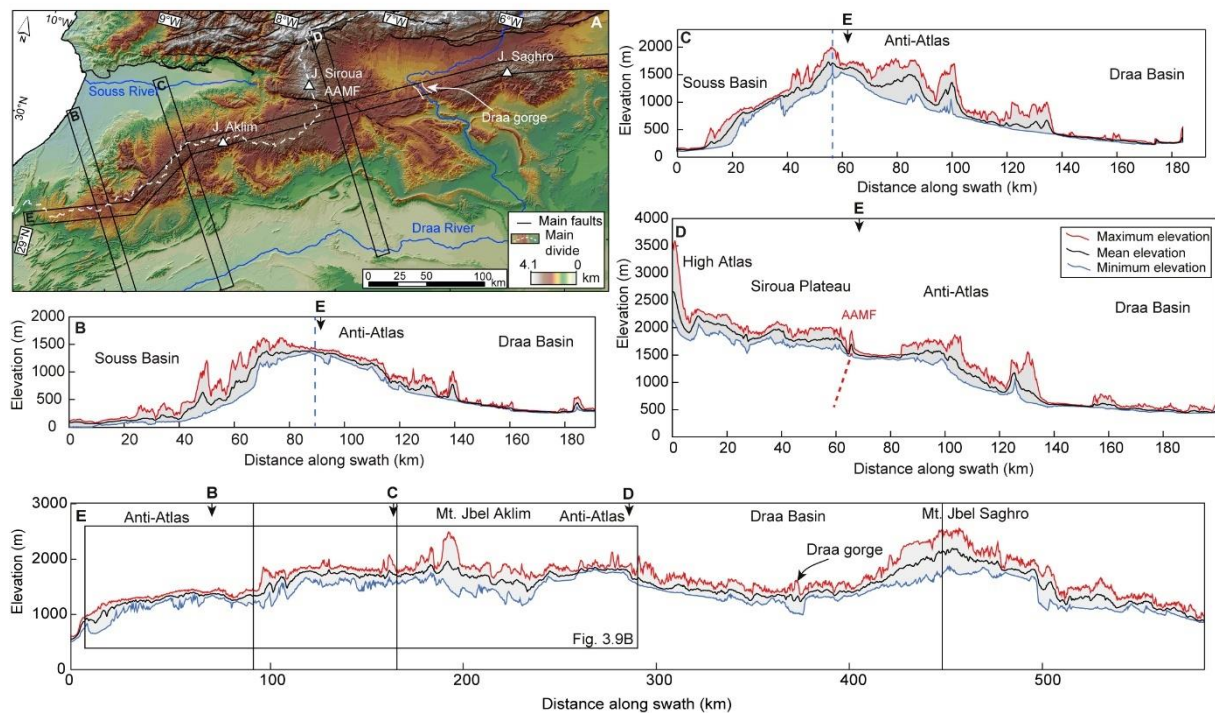 10°W
9°W
8°W
7°W
6°W
A
N
D
J. Saghro
J. Siroua
AAMF
Souss River
C
B
30°N
J. Aklim
Draa gorge
E
29°N
Draa River
Main faults
Main
divide
4.1 0
km
0 25 50 100
km
C
E
Anti-Atlas
Souss Basin
Draa Basin
Elevation (m)
2000
1500
1000
500
0
0 20 40 60 80 100 120 140 160 180
Distance along swath (km)
D
E
High Atlas
Siroua Plateau
AAMF
Anti-Atlas
Draa Basin
Maximum elevation
Mean elevation
Minimum elevation
Elevation (m)
4000
3500
3000
2500
2000
1500
1000
500
0
0 20 40 60 80 100 120 140 160 180
Distance along swath (km)
B
E
Anti-Atlas
Souss Basin
Draa Basin
Elevation (m)
2000
1500
1000
500
0
0 20 40 60 80 100 120 140 160 180
Distance along swath (km)
E
B
C
D
Anti-Atlas
Mt. Jbel Aklim
Anti-Atlas
Draa Basin
Mt. Jbel Saghro
Draa gorge
Fig. 3.9B
Elevation (m)
3000
2000
1000
0
0 100 200 300 400 500
Distance along swath (km)